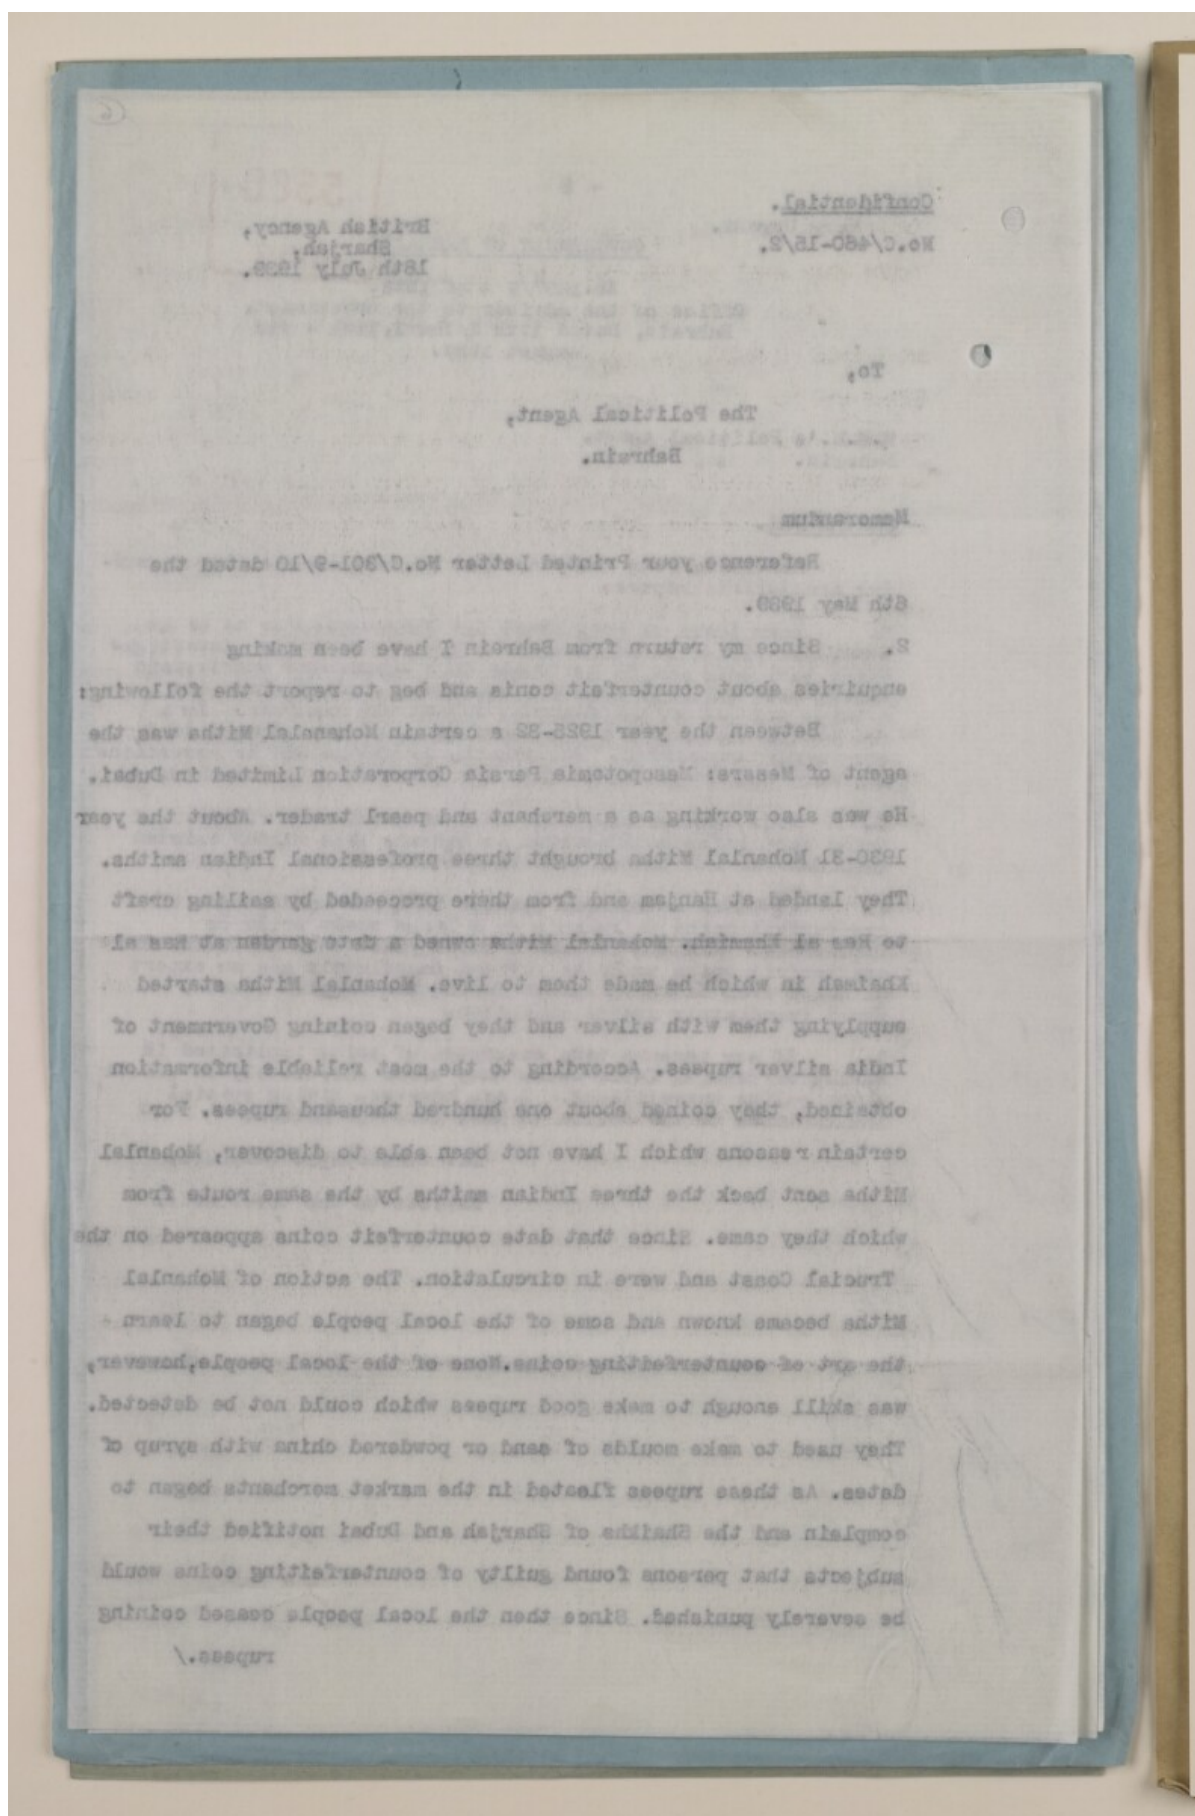 Confidential.
No.C/460-15/2.
British Agency,
Sharjah,
18th July 1939.
To,
The Political Agent,
Bahrain.
Memorandum
Reference your Printed Letter No.C/301-9/10 dated the
6th May 1939.
2. Since my return from Bahrein I have been making
enquiries about counterfeit conis and beg to report the following:
Between the year 1925-32 a certain Mohanlal Mitha was the
agent of Messrs: Mesopotamia Persia Corporation Limited in Dubai.
He was also working as a merchant and pearl trader. About the year
1930-31 Mohanlal Mitha brought three professional Indian smiths.
They landed at Hanjam and from there proceeded by sailing craft
to Ras al Khaimah. Mohanlal Mitha owned a date garden at Ras al
Khaimah in which he made them to live. Mohanlal Mitha started
supplying them with silver and they began coining Government of
India silver rupees. According to the most reliable information
obtained, they coined about one hundred thousand rupees. For
certain reasons which I have not been able to discover, Mohanlal
Mitha sent back the three Indian smiths by the same route from
which they came. Since that date counterfeit coins appeared on the
Trucial Coast and were in circulation. The action of Mohanlal
Mitha became known and some of the local people began to learn
the art of counterfeiting coins.None of the local people,however,
was skill enough to make good rupees which could not be detected.
They used to make moulds of sand or powdered china with syrup of
dates. As these rupees floated in the market merchants began to
complain and the Shaikhs of Sharjah and Dubai notified their
subjects that persons found guilty of counterfeiting coins would
be severely punished. Since then the local people ceased coining
rupees./